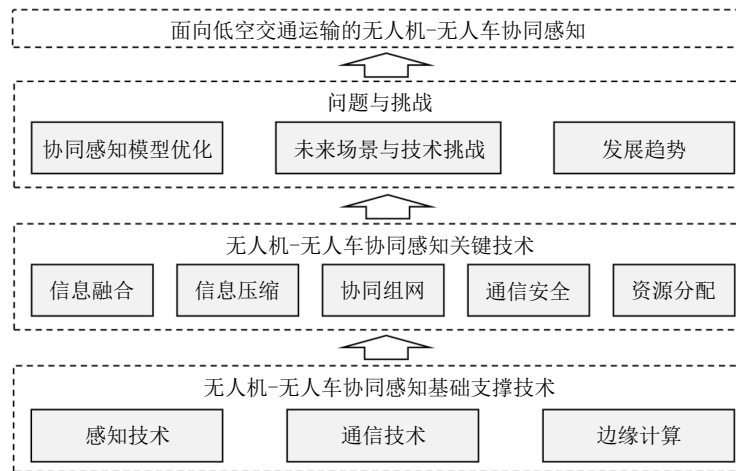 面向低空交通运输的无人机-无人车协同感知
问题与挑战
协同感知模型优化
未来场景与技术挑战
发展趋势
无人机-无人车协同感知关键技术
信息融合
信息压缩
协同组网
通信安全
资源分配
无人机-无人车协同感知基础支撑技术
感知技术
通信技术
边缘计算